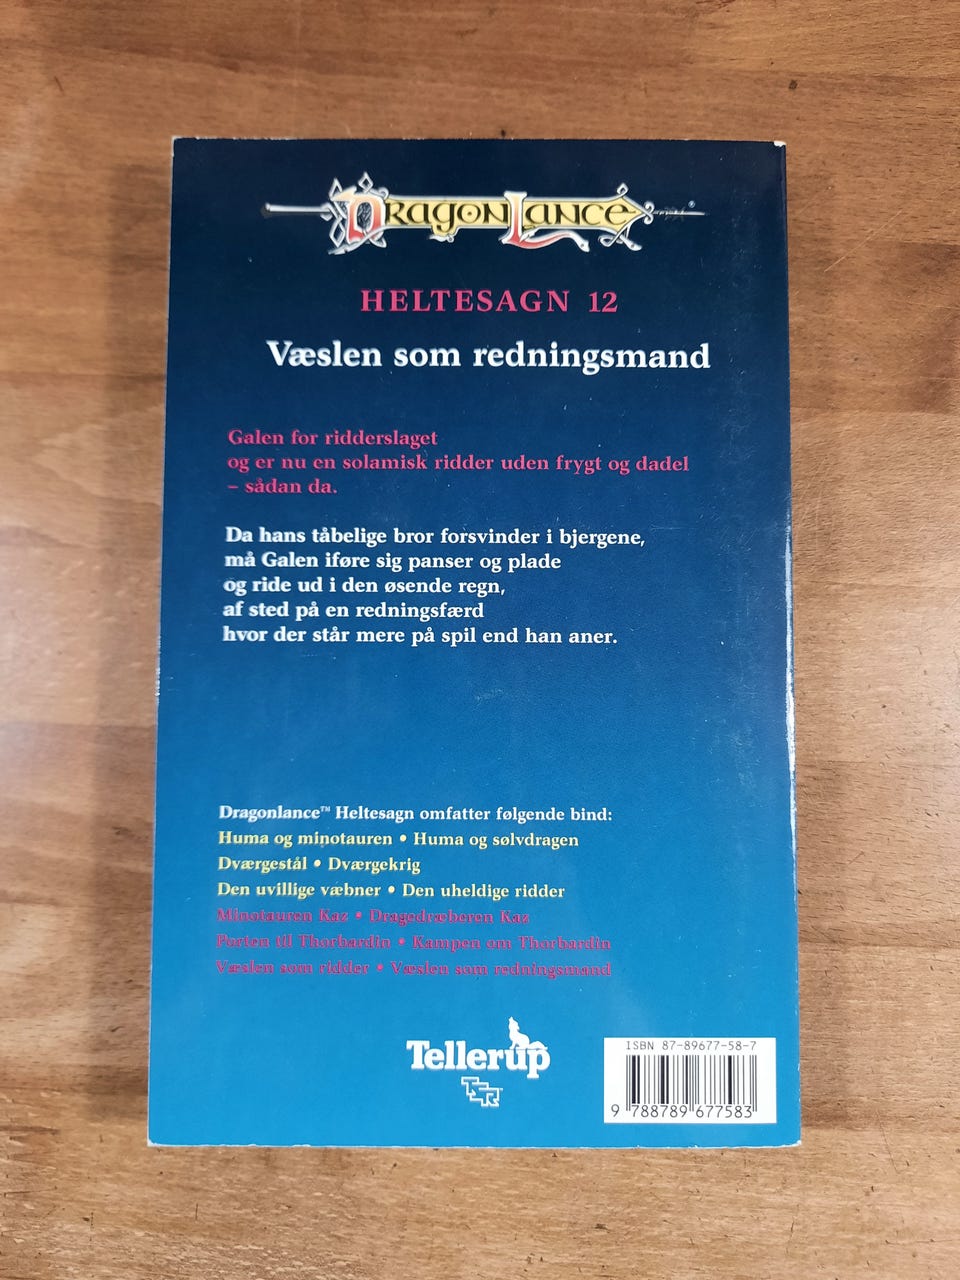 DRAGONLANCE®
HELTESAGN 12
Væslen som redningsmand
Galen for ridderslaget
og er nu en solamisk ridder uden frygt og dadel
– sådan da.
Da hans tåbelige bror forsvinder i bjergene,
må Galen iføre sig panser og plade
og ride ud i den øsende regn,
af sted på en redningsfærd
hvor der står mere på spil end han aner.
Dragonlance™ Heltesagn omfatter følgende bind:
Huma og minotauren • Huma og sølvdragen
Dværgestål • Dværgekrig
Den uvillige væbner • Den uheldige ridder
Minotauren Kaz • Dragedræberen Kaz
Porten til Thorbardin • Kampen om Thorbardin
Væslen som ridder • Væslen som redningsmand
Tellerup
TSR
ISBN 87-89677-58-7
9 788789 677583